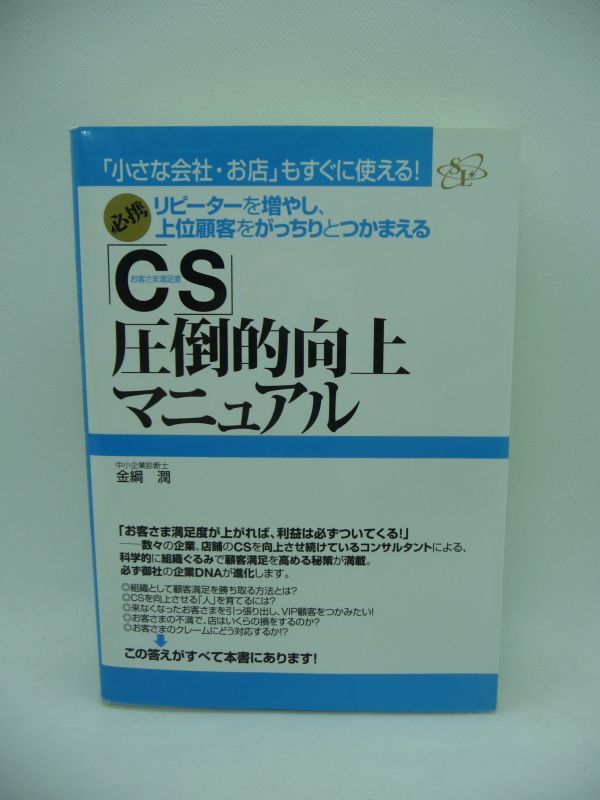 「小さな会社・お店」もすぐに使える!
SL
必携
リピーターを増やし、
上位顧客をがっちりとつかまえる
「CS」
お客さま満足度
圧倒的向上
マニュアル
中小企業診断士
金綱 潤
「お客さま満足度が上がれば、利益は必ずついてくる!」
──数々の企業、店舗のCSを向上させ続けているコンサルタントによる、
科学的に組織ぐるみで顧客満足を高める秘策が満載。
必ず御社の企業DNAが進化します。
◎組織として顧客満足を勝ち取る方法とは?
◎CSを向上させる「人」を育てるには?
◎来なくなったお客さまを引っ張り出し、VIP顧客をつかみたい!
◎お客さまの不満で、店はいくらの損をするのか?
◎お客さまのクレームにどう対応するか!?
この答えがすべて本書にあります!